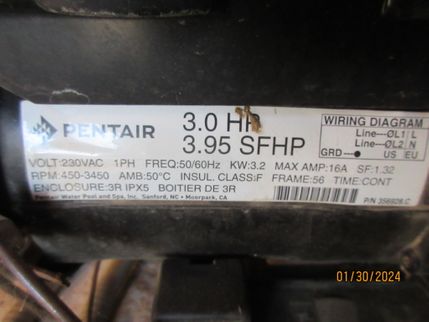 PENTAIR
3.0 HP
3.95 SFHP
WIRING DIAGRAM
Line---ØL1 L
Line---ØL2 N
GRD---● US EU
VOLT:230VAC 1PH FREQ:50/60Hz KW:3.2 MAX AMP:16A SF:1.32
RPM:450-3450 AMB:50°C INSUL. CLASS:F FRAME:56 TIME:CONT
ENCLOSURE:3R IPX5 BOITIER DE 3R
Pentair Water Pool and Spa, Inc. Sanford, NC • Moorpark, CA
P/N 356928 C
01/30/2024